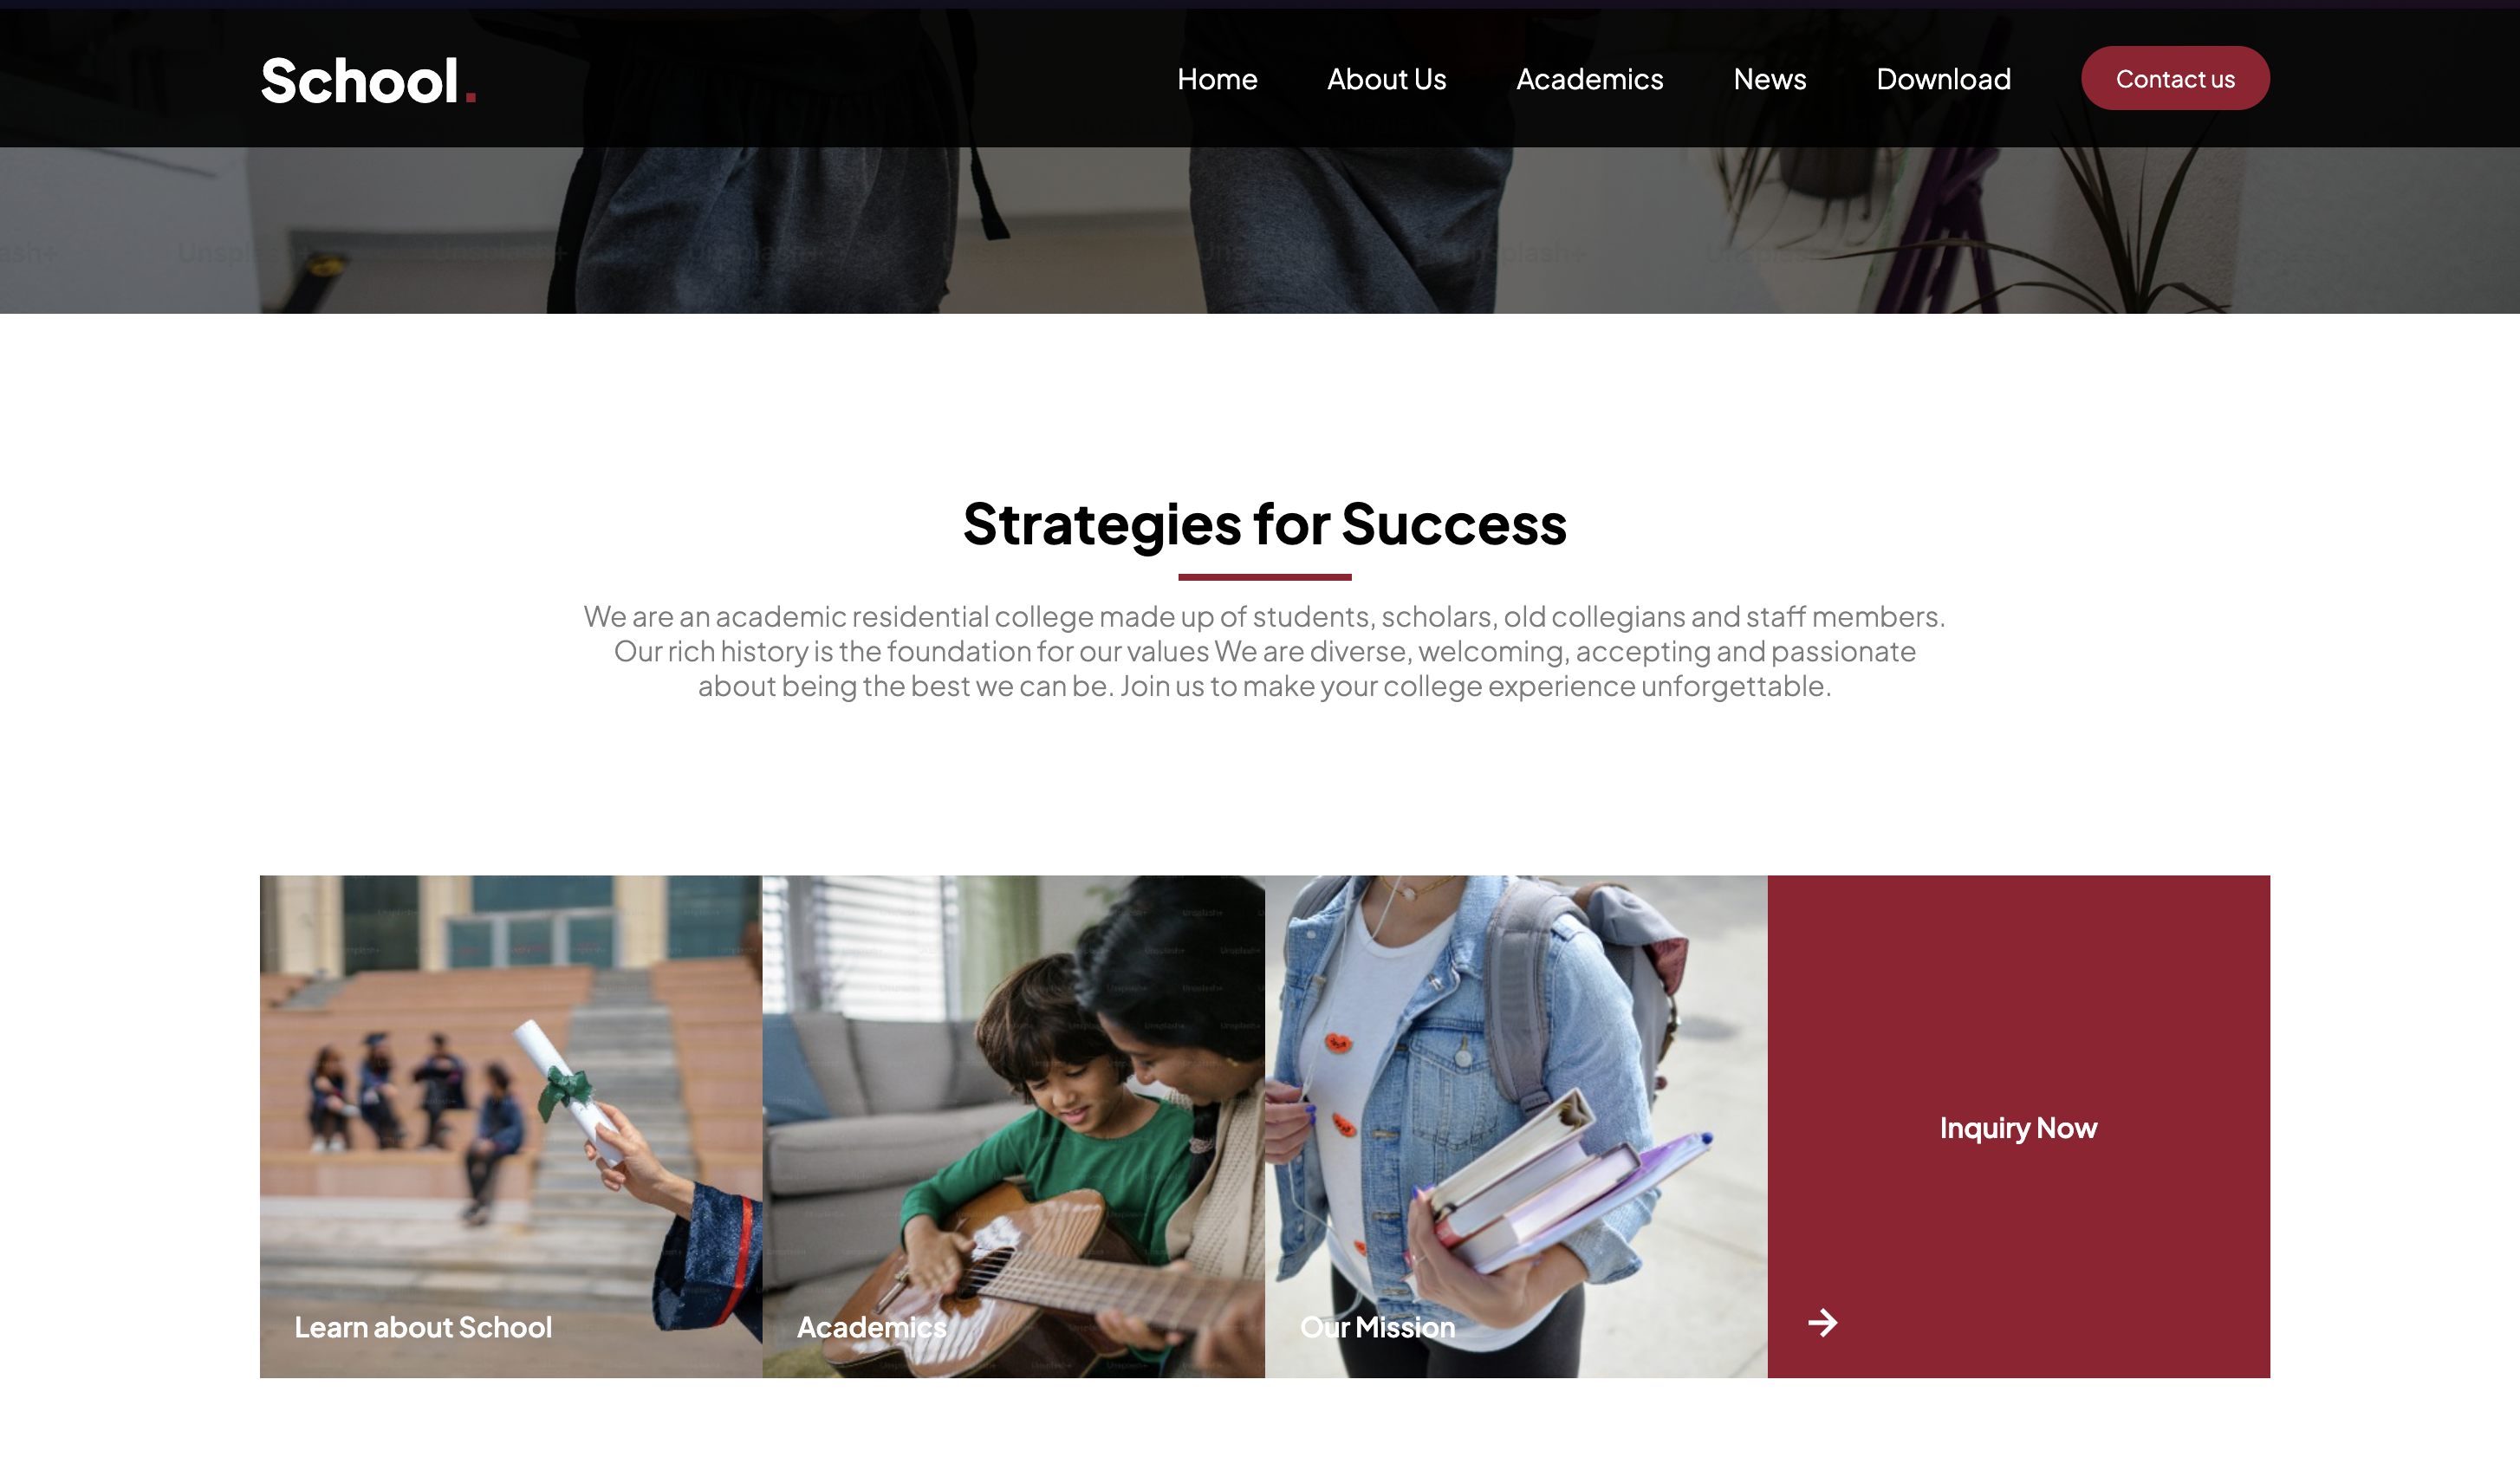 School.
Home About Us Academics News Download Contact us
Strategies for Success
We are an academic residential college made up of students, scholars, old collegians and staff members.
Our rich history is the foundation for our values We are diverse, welcoming, accepting and passionate
about being the best we can be. Join us to make your college experience unforgettable.
Learn about School
Academics
Our Mission
Inquiry Now